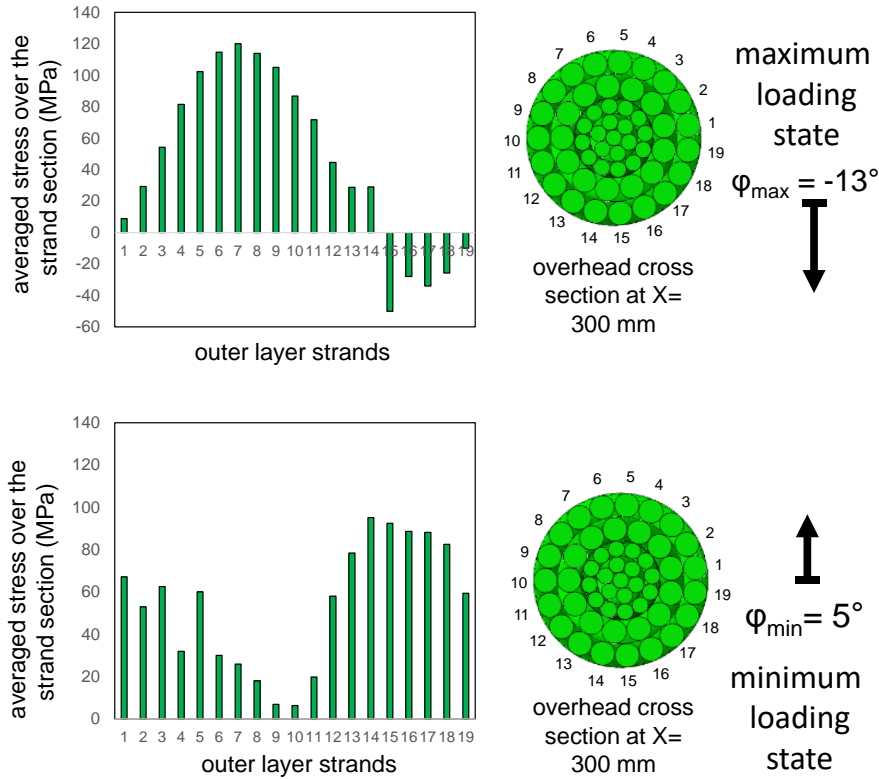 averaged stress over the
strand section (MPa)
140
120
100
80
60
40
20
0
-20
-40
-60
1 2 3 4 5 6 7 8 9 10 11 12 13 14 15 16 17 18 19
outer layer strands
1
2
3
4
5
6
7
8
9
10
11
12
13
14
15
16
17
18
19
overhead cross
section at X=
300 mm
maximum
loading
state
φmax = -13°
averaged stress over the
strand section (MPa)
140
120
100
80
60
40
20
0
1 2 3 4 5 6 7 8 9 10 11 12 13 14 15 16 17 18 19
outer layer strands
1
2
3
4
5
6
7
8
9
10
11
12
13
14
15
16
17
18
19
overhead cross
section at X=
300 mm
φmin= 5°
minimum
loading
state